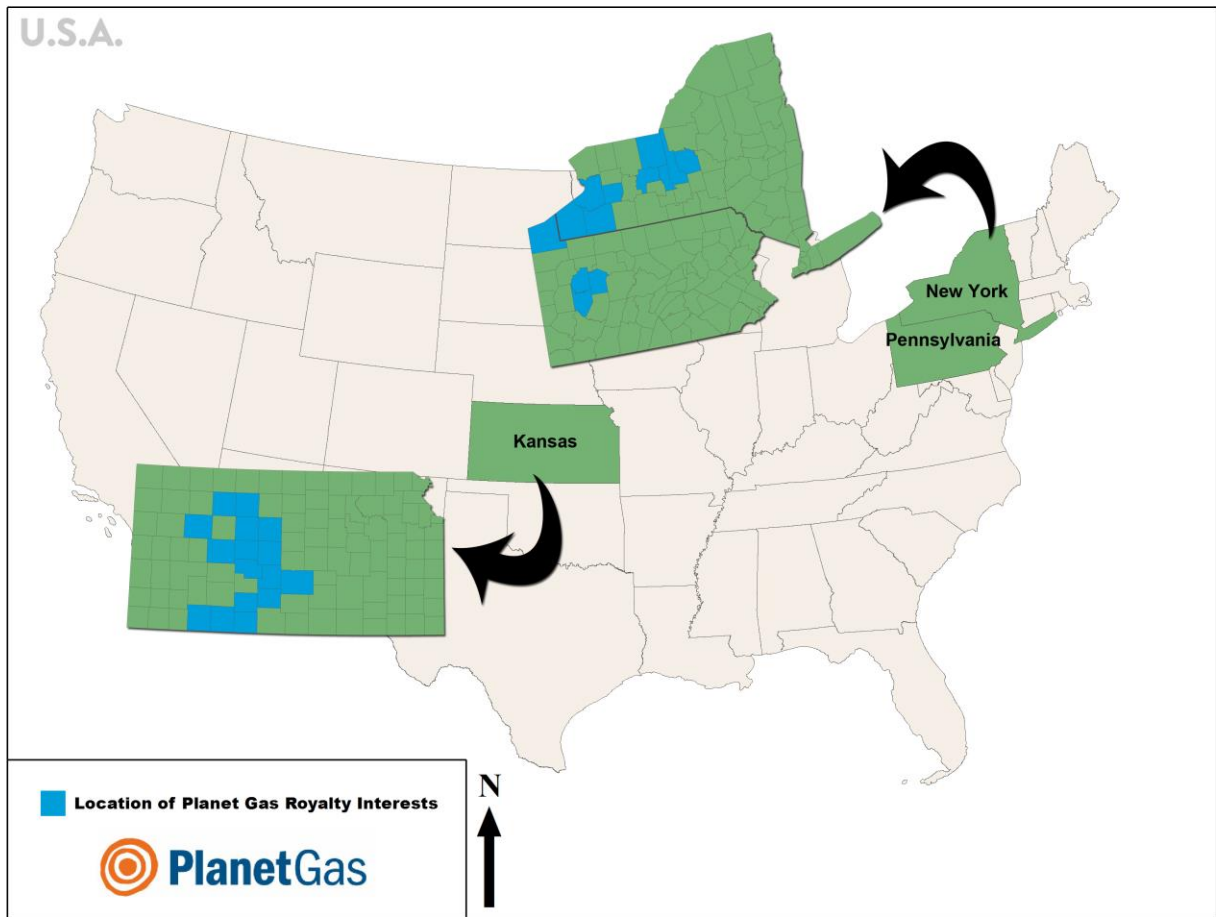 U.S.A.
New York
Pennsylvania
Kansas
Location of Planet Gas Royalty Interests
PlanetGas
N